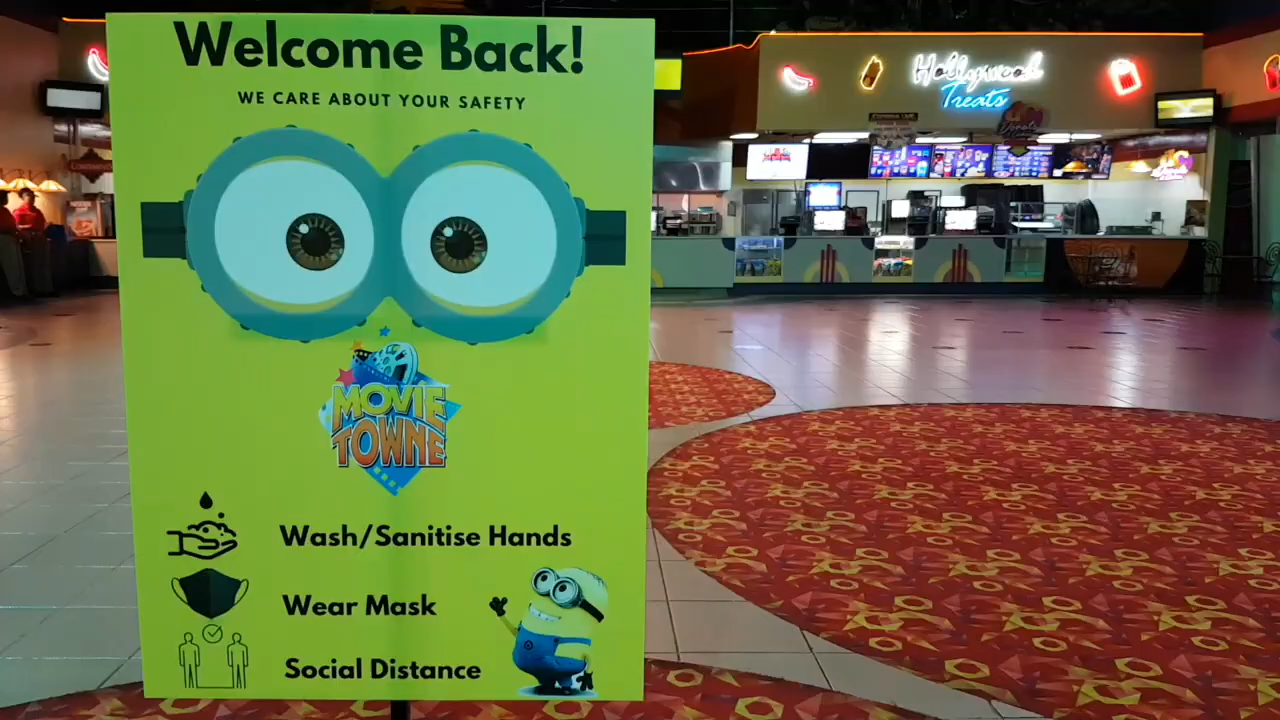 Welcome Back!
WE CARE ABOUT YOUR SAFETY
MOVIE
TOWNE
Wash/Sanitise Hands
Wear Mask
Social Distance
Hollywood
Treats